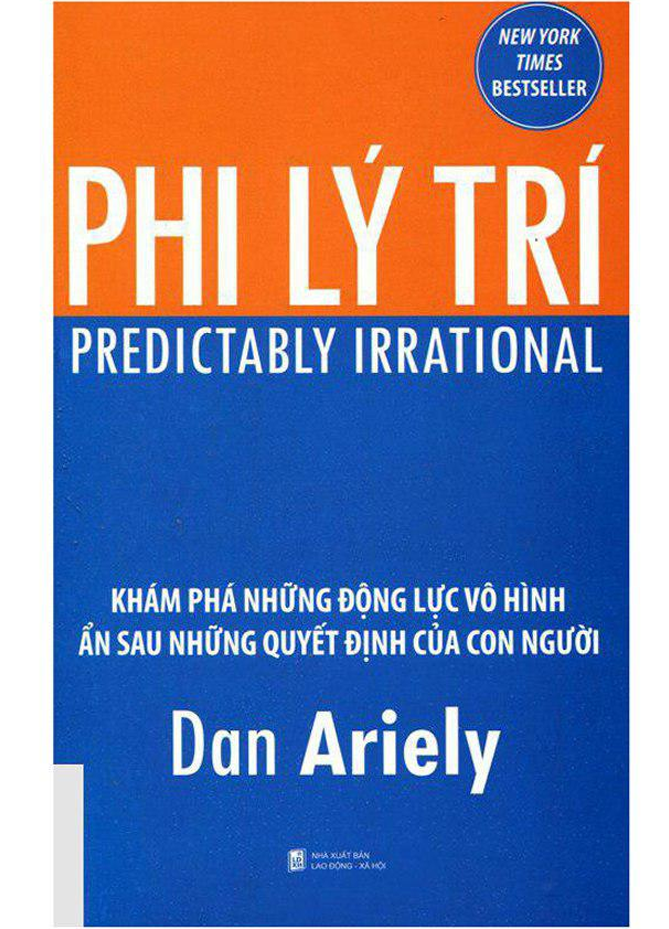 NEW YORK
TIMES
BESTSELLER
PHI LÝ TRÍ
PREDICTABLY IRRATIONAL
KHÁM PHÁ NHỮNG ĐỘNG LỰC VÔ HÌNH
ẨN SAU NHỮNG QUYẾT ĐỊNH CỦA CON NGƯỜI
Dan Ariely
NHÀ XUẤT BẢN
LAO ĐỘNG - XÃ HỘI